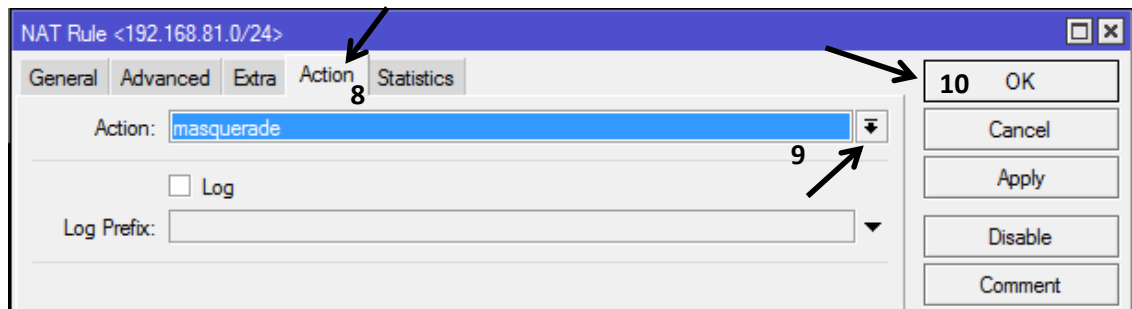 NAT Rule <192.168.81.0/24>
General Advanced Extra Action Statistics
8
10 OK
Action: masquerade
9
Cancel
Log
Apply
Log Prefix:
Disable
Comment